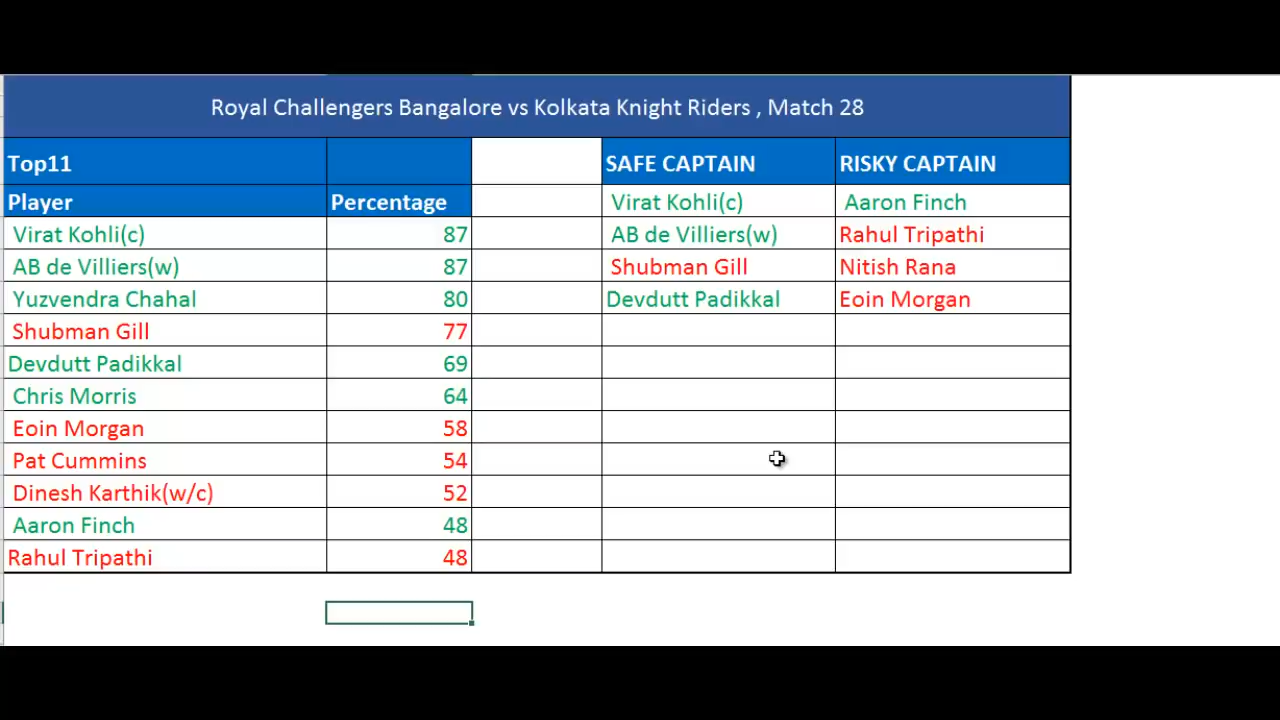 Royal Challengers Bangalore vs Kolkata Knight Riders , Match 28
Top11 SAFE CAPTAIN RISKY CAPTAIN
Player Percentage Virat Kohli(c) Aaron Finch
Virat Kohli(c) 87 AB de Villiers(w) Rahul Tripathi
AB de Villiers(w) 87 Shubman Gill Nitish Rana
Yuzvendra Chahal 80 Devdutt Padikkal Eoin Morgan
Shubman Gill 77
Devdutt Padikkal 69
Chris Morris 64
Eoin Morgan 58
Pat Cummins 54
Dinesh Karthik(w/c) 52
Aaron Finch 48
Rahul Tripathi 48